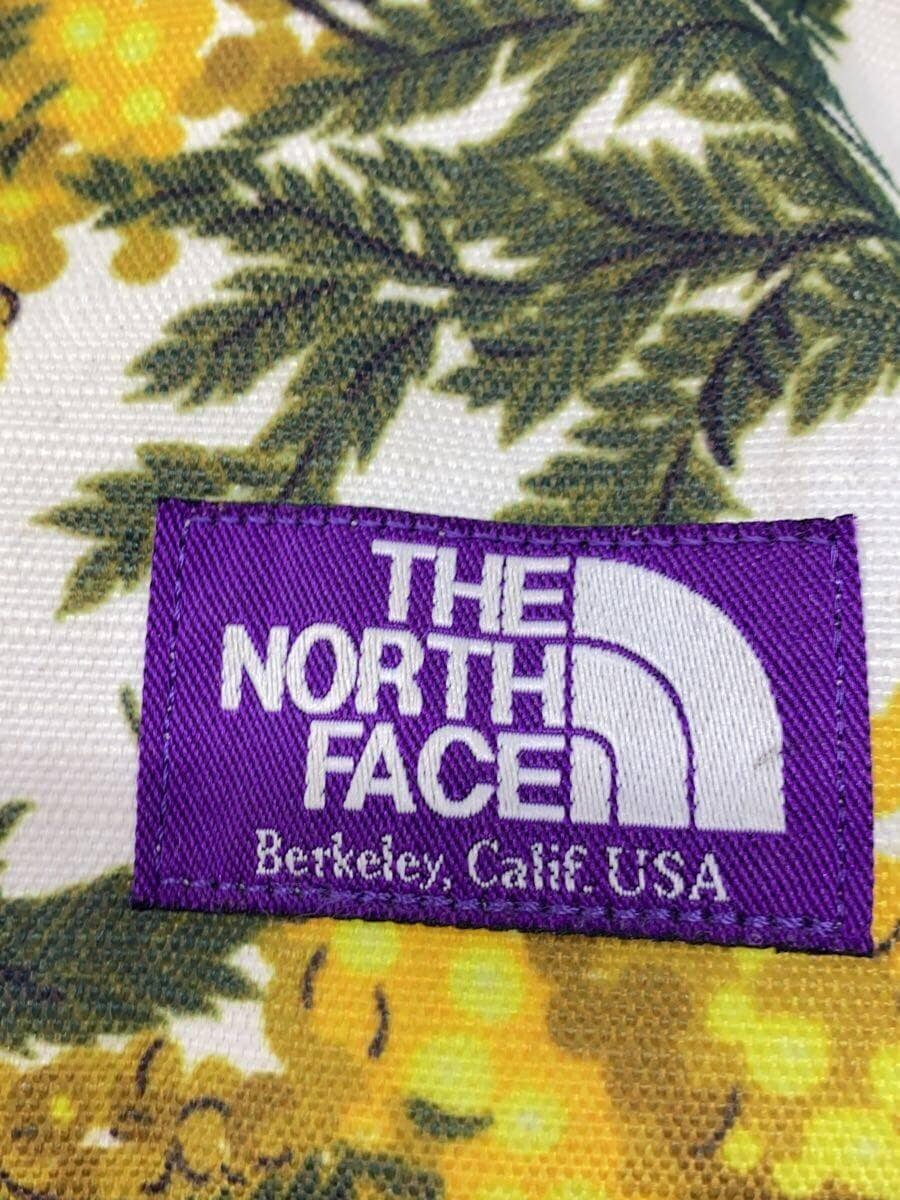 THE
NORTH
FACE
Berkeley, Calif. USA